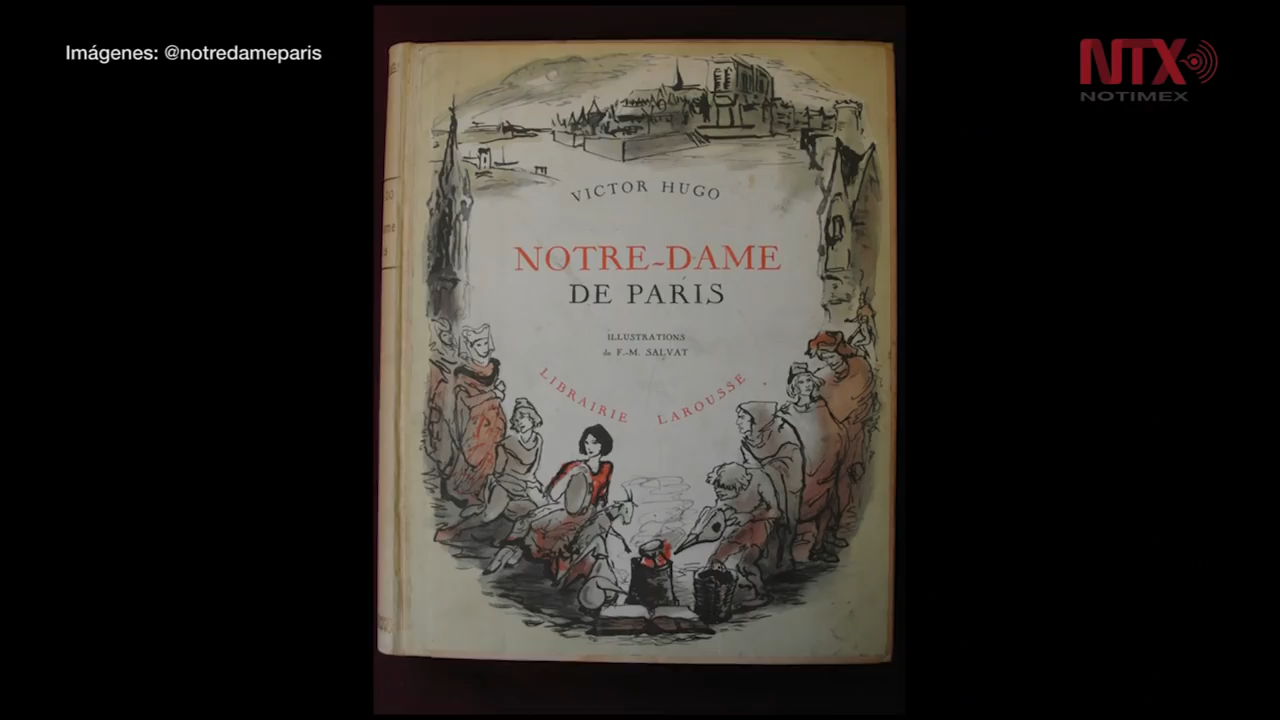 Imágenes: @notredameparis
NTX
NOTIMEX
VICTOR HUGO
NOTRE-DAME
DE PARIS
ILLUSTRATIONS
de F.-M. SALVAT
LIBRAIRIE LAROUSSE